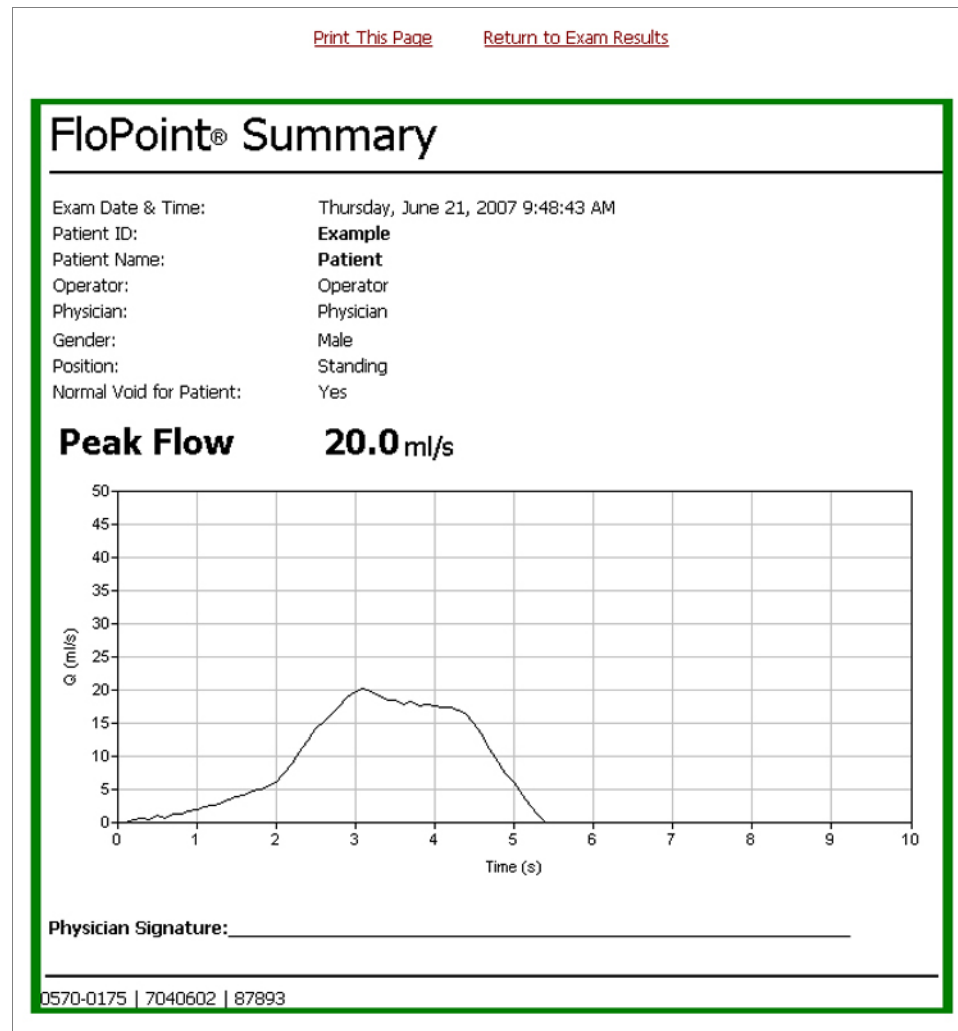 Print This Page Return to Exam Results
FloPoint® Summary
Exam Date & Time: Thursday, June 21, 2007 9:48:43 AM
Patient ID: Example
Patient Name: Patient
Operator: Operator
Physician: Physician
Gender: Male
Position: Standing
Normal Void for Patient: Yes
Peak Flow 20.0 ml/s
50
45
40
35
30
25
20
15
10
5
0
Q (ml/s)
0 1 2 3 4 5 6 7 8 9 10
Time (s)
Physician Signature:
0570-0175 | 7040602 | 87893